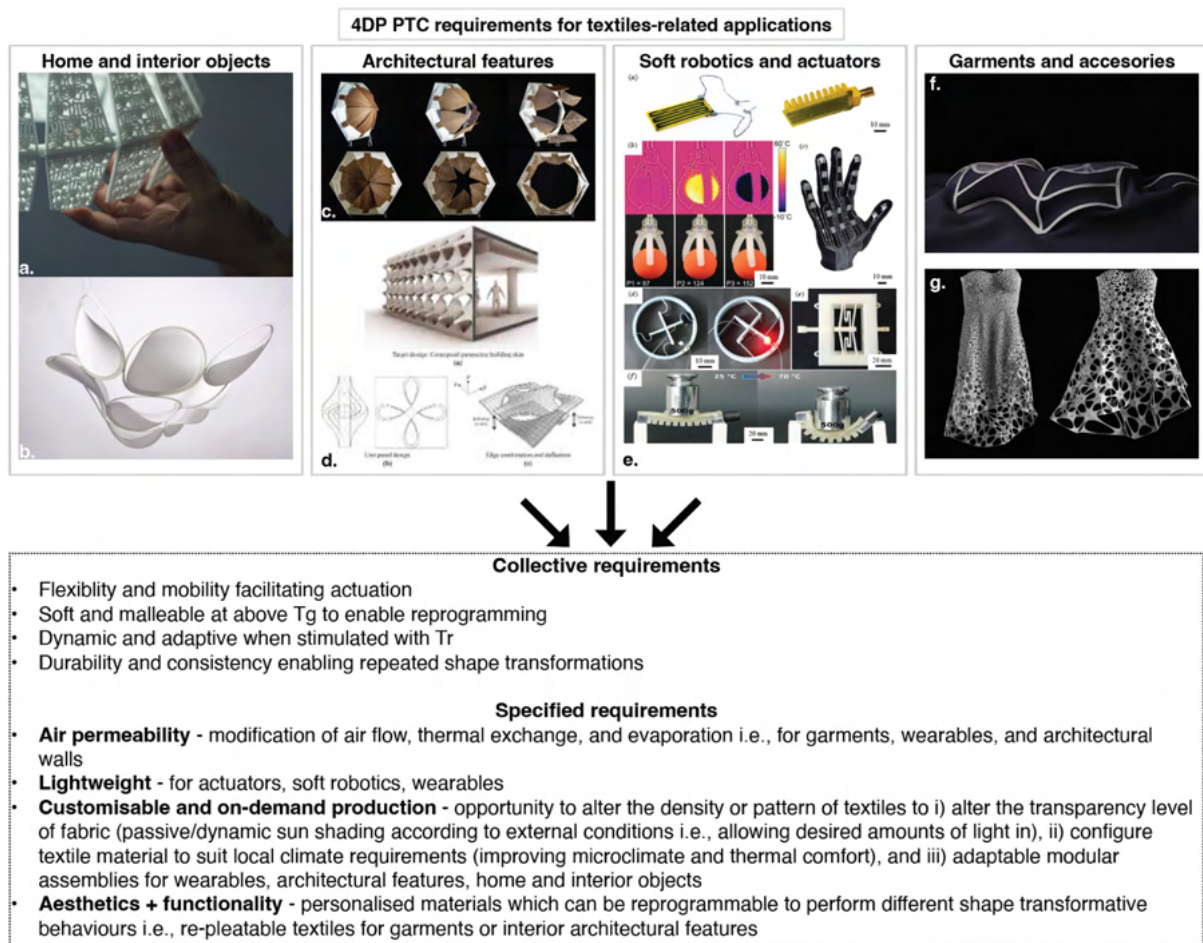 4DP PTC requirements for textiles-related applications
Home and interior objects
a.
b.
Architectural features
c.
Target design: Conceptual parametric building skin
(a)
Unit panel design
(b)
Edge combination and deflection
(c)
d.
Soft robotics and actuators
(a)
10 mm
(b)
60°C
-10°C
(c)
P1 = 97
P2 = 124
P3 = 152
10 mm
10 mm
(d)
10 mm
(e)
20 mm
(f)
25 °C
70 °C
500g
500g
20 mm
20 mm
e.
Garments and accesories
f.
g.
Collective requirements
• Flexiblity and mobility facilitating actuation
• Soft and malleable at above Tg to enable reprogramming
• Dynamic and adaptive when stimulated with Tr
• Durability and consistency enabling repeated shape transformations
Specified requirements
• Air permeability - modification of air flow, thermal exchange, and evaporation i.e., for garments, wearables, and architectural
walls
• Lightweight - for actuators, soft robotics, wearables
• Customisable and on-demand production - opportunity to alter the density or pattern of textiles to i) alter the transparency level
of fabric (passive/dynamic sun shading according to external conditions i.e., allowing desired amounts of light in), ii) configure
textile material to suit local climate requirements (improving microclimate and thermal comfort), and iii) adaptable modular
assemblies for wearables, architectural features, home and interior objects
• Aesthetics + functionality - personalised materials which can be reprogrammable to perform different shape transformative
behaviours i.e., re-pleatable textiles for garments or interior architectural features